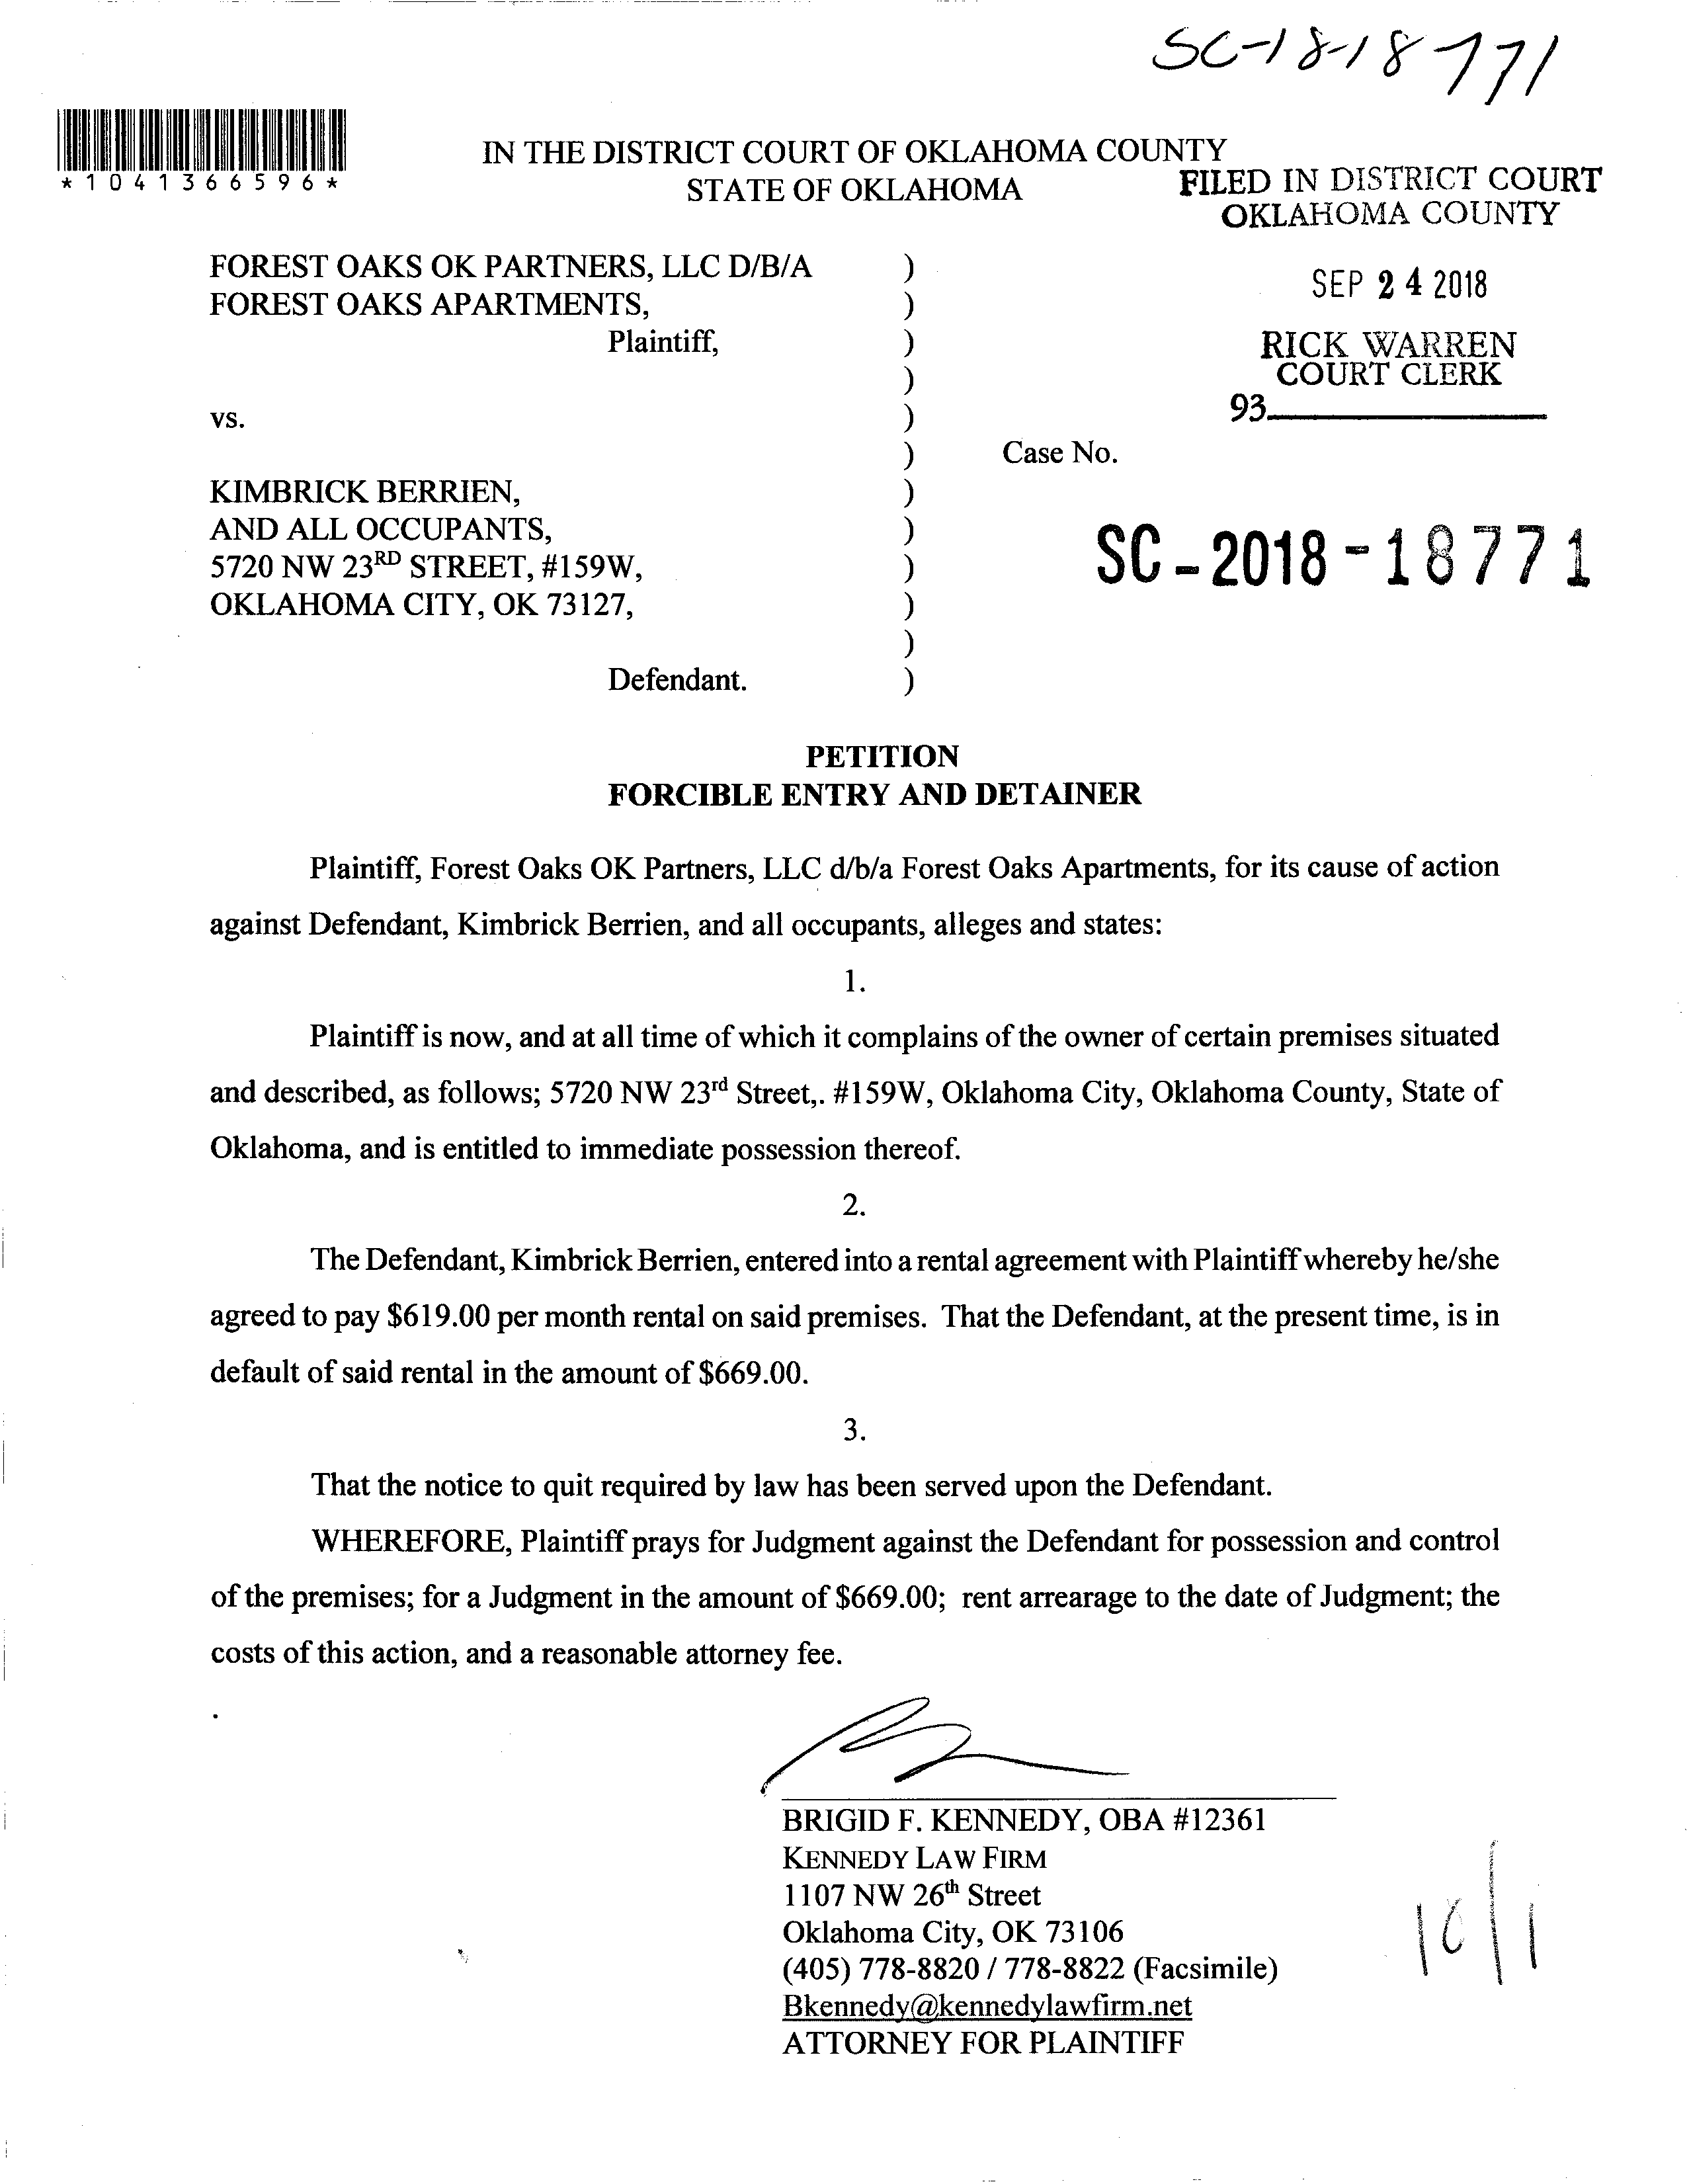 SC-18-18771
*1041366596*
IN THE DISTRICT COURT OF OKLAHOMA COUNTY
STATE OF OKLAHOMA
FILED IN DISTRICT COURT
OKLAHOMA COUNTY
SEP 24 2018
RICK WARREN
COURT CLERK
93
FOREST OAKS OK PARTNERS, LLC D/B/A )
FOREST OAKS APARTMENTS, )
Plaintiff, )
)
vs. )
) Case No.
KIMBRICK BERRIEN, )
AND ALL OCCUPANTS, )
5720 NW 23RD STREET, #159W, ) SC-2018-18771
OKLAHOMA CITY, OK 73127, )
)
Defendant. )
PETITION
FORCIBLE ENTRY AND DETAINER
Plaintiff, Forest Oaks OK Partners, LLC d/b/a Forest Oaks Apartments, for its cause of action
against Defendant, Kimbrick Berrien, and all occupants, alleges and states:
1.
Plaintiff is now, and at all time of which it complains of the owner of certain premises situated
and described, as follows; 5720 NW 23rd Street,. #159W, Oklahoma City, Oklahoma County, State of
Oklahoma, and is entitled to immediate possession thereof.
2.
The Defendant, Kimbrick Berrien, entered into a rental agreement with Plaintiff whereby he/she
agreed to pay $619.00 per month rental on said premises. That the Defendant, at the present time, is in
default of said rental in the amount of $669.00.
3.
That the notice to quit required by law has been served upon the Defendant.
WHEREFORE, Plaintiff prays for Judgment against the Defendant for possession and control
of the premises; for a Judgment in the amount of $669.00; rent arrearage to the date of Judgment; the
costs of this action, and a reasonable attorney fee.
BRIGID F. KENNEDY, OBA #12361
KENNEDY LAW FIRM
1107 NW 26th Street
Oklahoma City, OK 73106
(405) 778-8820 / 778-8822 (Facsimile)
Bkennedy@kennedylawfirm.net
ATTORNEY FOR PLAINTIFF
10/1